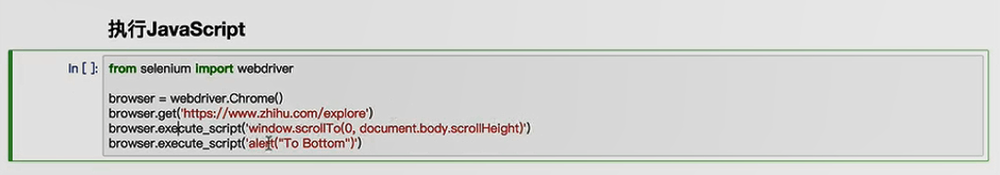 执行JavaScript
In [ ]:
from selenium import webdriver
browser = webdriver.Chrome()
browser.get('https://www.zhihu.com/explore')
browser.execute_script('window.scrollTo(0, document.body.scrollHeight)')
browser.execute_script('alert("To Bottom")')